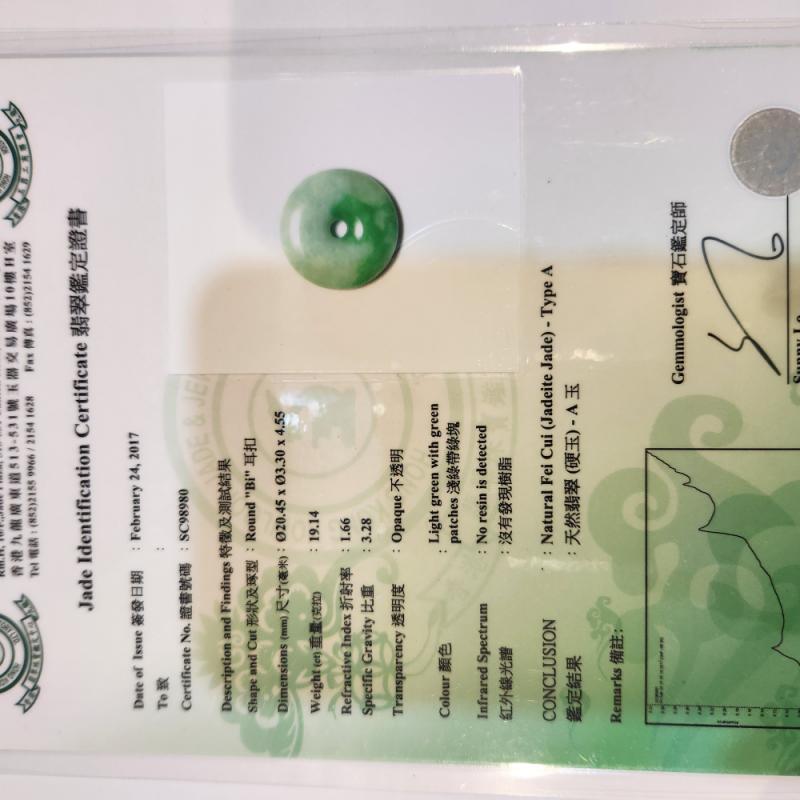 香港九龍廣東道513-531號玉器交易廣場10樓H室
Tel 電話 : (852)2155 9966 / 2154 1628 Fax 傳真 : (852)2154 1629
Jade Identification Certificate 翡翠鑑定證書
Date of Issue 簽發日期 : February 24, 2017
To 致 :
Certificate No. 證書號碼 : SC98980
Description and Findings 特徵及測試結果
Shape and Cut 形狀及琢型 : Round "Bi" 耳扣
Dimensions (mm) 尺寸(毫米) : Ø20.45 x Ø3.30 x 4.55
Weight (ct) 重量(克拉) : 19.14
Refractive Index 折射率 : 1.66
Specific Gravity 比重 : 3.28
Transparency 透明度 : Opaque 不透明
Colour 顏色 : Light green with green
patches 淺綠帶綠塊
Infrared Spectrum : No resin is detected
紅外線光譜 : 沒有發現樹脂
CONCLUSION : Natural Fei Cui (Jadeite Jade) - Type A
鑑定結果 : 天然翡翠 (硬玉) - A 玉
Remarks 備註 :
Gemmologist 寶石鑑定師